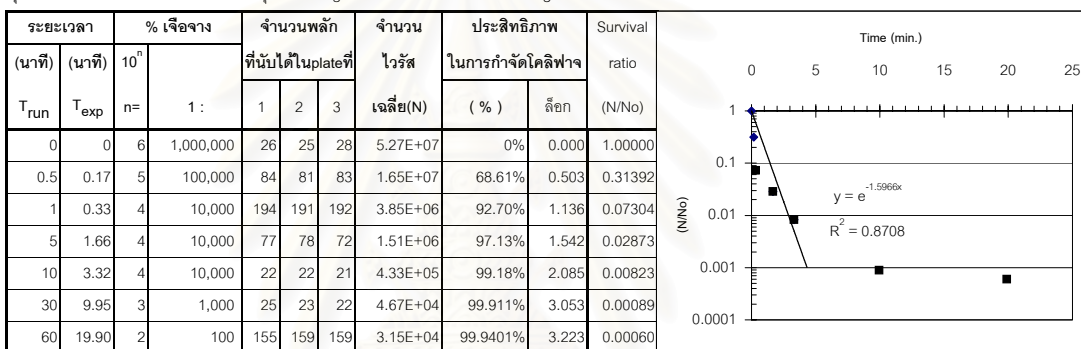 ระยะเวลา % เจือจาง จำนวนพลัก จำนวน ประสิทธิภาพ Survival
(นาที) (นาที) 10^n ที่นับได้ในplateที่ ไวรัส ในการกำจัดโคลิฟาจ ratio
T run T exp n= 1 : 1 2 3 เฉลี่ย(N) ( % ) ล็อก (N/No)
0 0 6 1,000,000 26 25 28 5.27E+07 0% 0.000 1.00000
0.5 0.17 5 100,000 84 81 83 1.65E+07 68.61% 0.503 0.31392
1 0.33 4 10,000 194 191 192 3.85E+06 92.70% 1.136 0.07304
5 1.66 4 10,000 77 78 72 1.51E+06 97.13% 1.542 0.02873
10 3.32 4 10,000 22 22 21 4.33E+05 99.18% 2.085 0.00823
30 9.95 3 1,000 25 23 22 4.67E+04 99.911% 3.053 0.00089
60 19.90 2 100 155 159 159 3.15E+04 99.9401% 3.223 0.00060
Time (min.)
0 5 10 15 20 25
1
0.1
0.01
0.001
0.0001
(N/No)
y = e^-1.5966x
R^2 = 0.8708